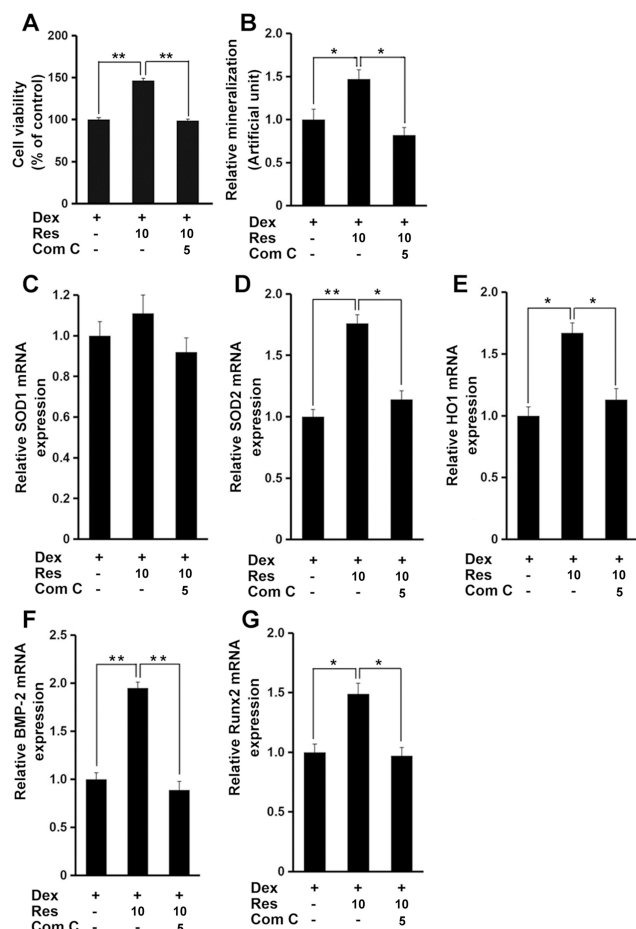 A
Cell viability
(% of control)
150
100
50
0
** **
Dex + + +
Res - 10 10
Com C - - 5
B
Relative mineralization
(Artificial unit)
2.0
1.5
1.0
0.5
0
* *
Dex + + +
Res - 10 10
Com C - - 5
C
Relative SOD1 mRNA
expression
1.2
1.0
0.8
0.6
0.4
0.2
0
Dex + + +
Res - 10 10
Com C - - 5
D
Relative SOD2 mRNA
expression
2.0
1.5
1.0
0.5
0
** *
Dex + + +
Res - 10 10
Com C - - 5
E
Relative HO1 mRNA
expression
2.0
1.5
1.0
0.5
0
* *
Dex + + +
Res - 10 10
Com C - - 5
F
Relative BMP-2 mRNA
expression
2.5
2.0
1.5
1.0
0.5
0
** **
Dex + + +
Res - 10 10
Com C - - 5
G
Relative Runx2 mRNA
expression
2.0
1.5
1.0
0.5
0
* *
Dex + + +
Res - 10 10
Com C - - 5